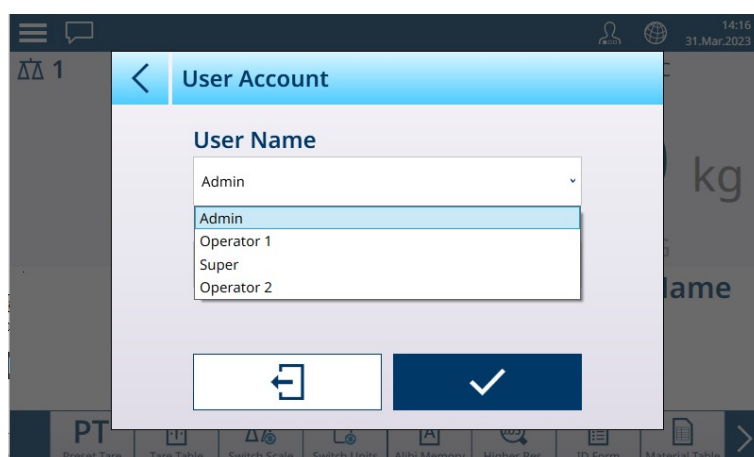 14:16
31.Mar.2023
1
User Account
User Name
kg
Admin
Admin
Operator 1
Super
Operator 2
ame
PT
Preset Tare
Tare Table
Switch Scale
Switch Units
Alibi Memory
Higher Res.
ID Form
Material Table